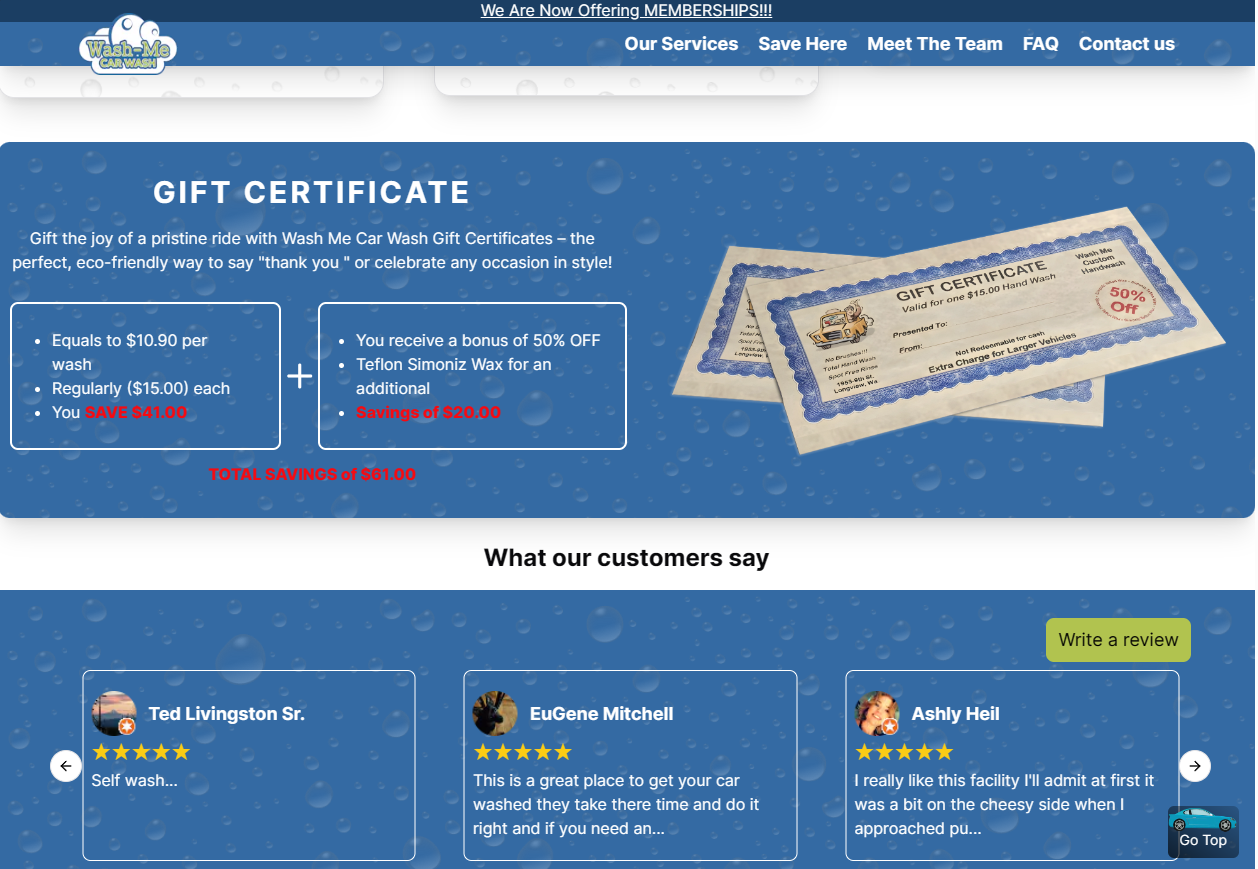 We Are Now Offering MEMBERSHIPS!!!
Wash-Me
CAR WASH
Our Services Save Here Meet The Team FAQ Contact us
GIFT CERTIFICATE
Gift the joy of a pristine ride with Wash Me Car Wash Gift Certificates – the
perfect, eco-friendly way to say "thank you " or celebrate any occasion in style!
Equals to $10.90 per
wash
Regularly ($15.00) each
You SAVE $41.00
+
You receive a bonus of 50% OFF
Teflon Simoniz Wax for an
additional
Savings of $20.00
TOTAL SAVINGS of $61.00
GIFT CERTIFICATE
Valid for one $15.00 Hand Wash
Wash Me
Custom
Handwash
50%
Off
Presented To:
From:
Not Redeemable for cash
Extra Charge for Larger Vehicles
No Brushes!!!
Total Hand Wash
Spot Free Rinse
1953-9th St.
Longview, Wa
What our customers say
Write a review
Ted Livingston Sr.
Self wash...
EuGene Mitchell
This is a great place to get your car
washed they take there time and do it
right and if you need an...
Ashly Heil
I really like this facility I'll admit at first it
was a bit on the cheesy side when I
approached pu...
Go Top